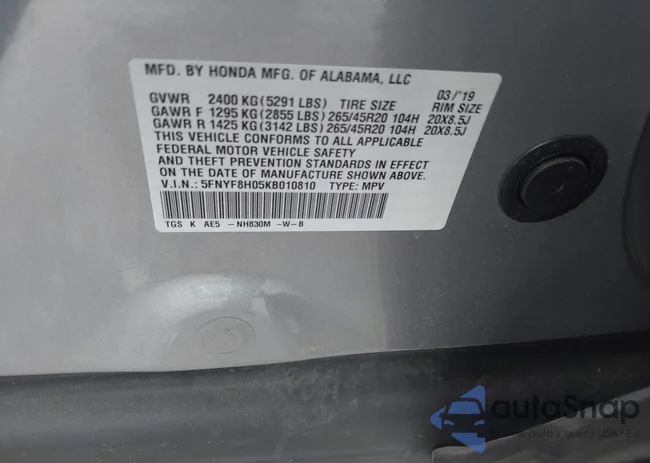 MFD. BY HONDA MFG. OF ALABAMA, LLC
03/'19
GVWR 2400 KG(5291 LBS) TIRE SIZE RIM SIZE
GAWR F 1295 KG(2855 LBS)265/45R20 104H 20X8.5J
GAWR R 1425 KG(3142 LBS)265/45R20 104H 20X8.5J
THIS VEHICLE CONFORMS TO ALL APPLICABLE
FEDERAL MOTOR VEHICLE SAFETY
AND THEFT PREVENTION STANDARDS IN EFFECT
ON THE DATE OF MANUFACTURE SHOWN ABOVE.
V.I.N.: 5FNYF8H05KB010810 TYPE: MPV
TGS K AE5 -NH830M -W-B
autoSnap
USA - EU